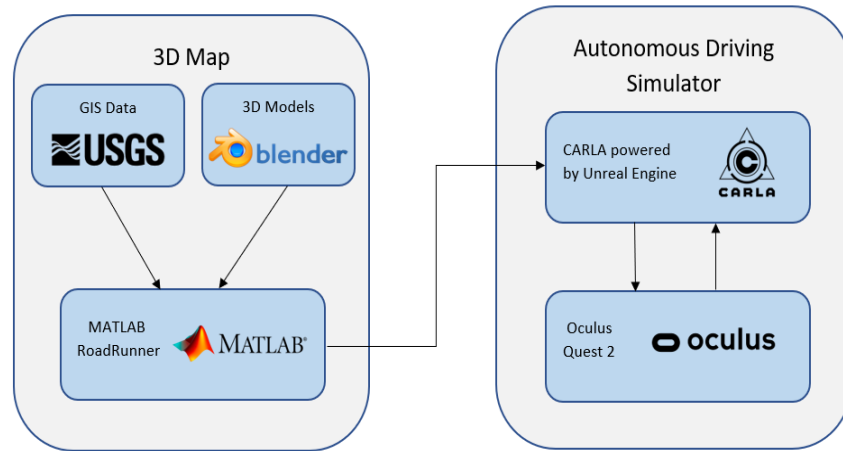 3D Map
GIS Data
USGS
3D Models
blender
MATLAB
RoadRunner
MATLAB®
Autonomous Driving
Simulator
CARLA powered
by Unreal Engine
C
CARLA
Oculus
Quest 2
oculus